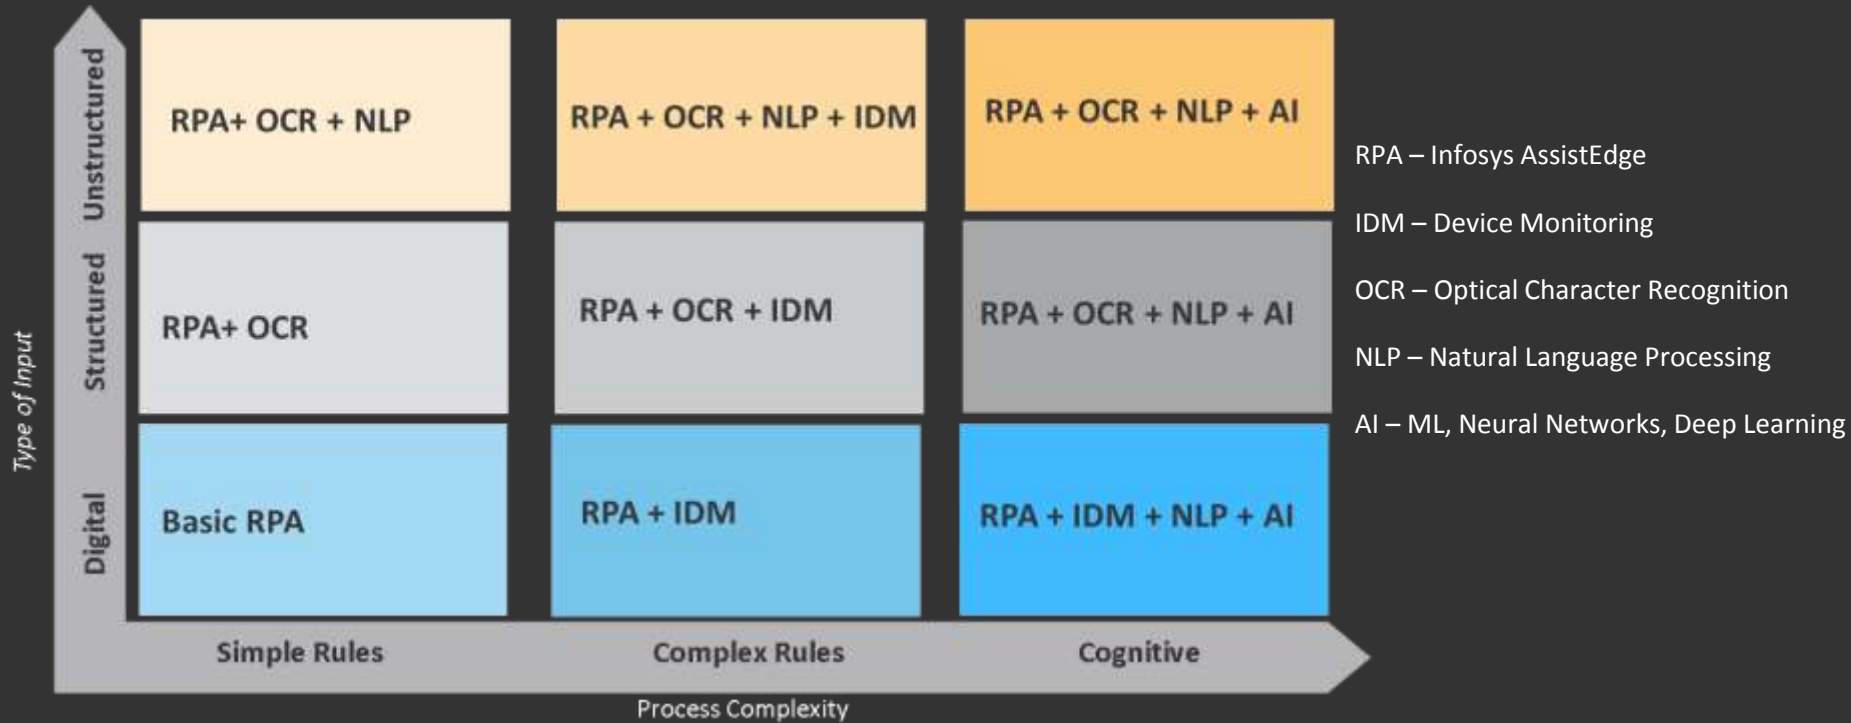 Type of Input
Unstructured
Structured
Digital
RPA+ OCR + NLP
RPA + OCR + NLP + IDM
RPA + OCR + NLP + AI
RPA+ OCR
RPA + OCR + IDM
RPA + OCR + NLP + AI
Basic RPA
RPA + IDM
RPA + IDM + NLP + AI
Simple Rules
Complex Rules
Cognitive
Process Complexity
RPA – Infosys AssistEdge
IDM – Device Monitoring
OCR – Optical Character Recognition
NLP – Natural Language Processing
AI – ML, Neural Networks, Deep Learning